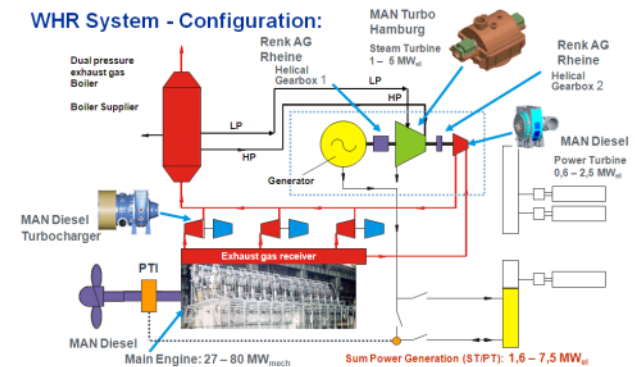 WHR System - Configuration:
MAN Turbo
Hamburg
Steam Turbine
1 – 5 MWel
Renk AG
Rheine
Helical
Gearbox 1
Renk AG
Rheine
Helical
Gearbox 2
Dual pressure
exhaust gas
Boiler
Boiler Supplier
LP
HP
LP
HP
Generator
MAN Diesel
Power Turbine
0,6 – 2,5 MWel
MAN Diesel
Turbocharger
Exhaust gas receiver
PTI
MAN Diesel
Main Engine: 27 – 80 MWmech
Sum Power Generation (ST/PT): 1,6 – 7,5 MWel